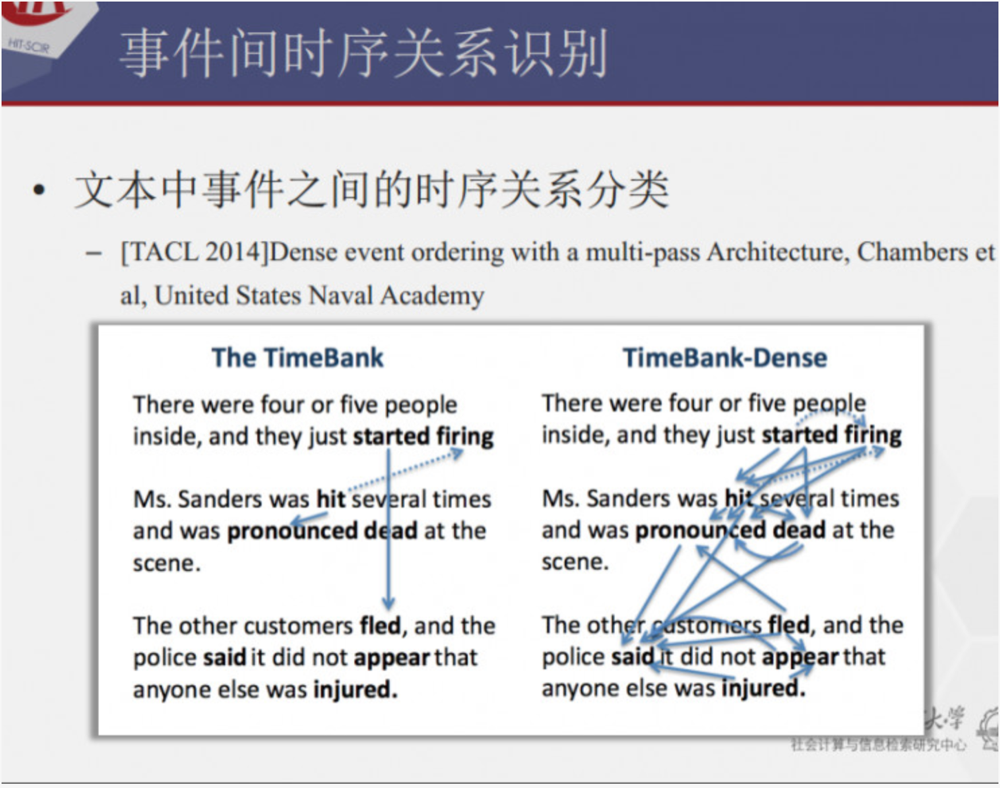 HIT-SCIR
事件间时序关系识别
• 文本中事件之间的时序关系分类
– [TACL 2014]Dense event ordering with a multi-pass Architecture, Chambers et
al, United States Naval Academy
The TimeBank
There were four or five people
inside, and they just started firing
Ms. Sanders was hit several times
and was pronounced dead at the
scene.
The other customers fled, and the
police said it did not appear that
anyone else was injured.
TimeBank-Dense
There were four or five people
inside, and they just started firing
Ms. Sanders was hit several times
and was pronounced dead at the
scene.
The other customers fled, and the
police said it did not appear that
anyone else was injured.
大学
社会计算与信息检索研究中心